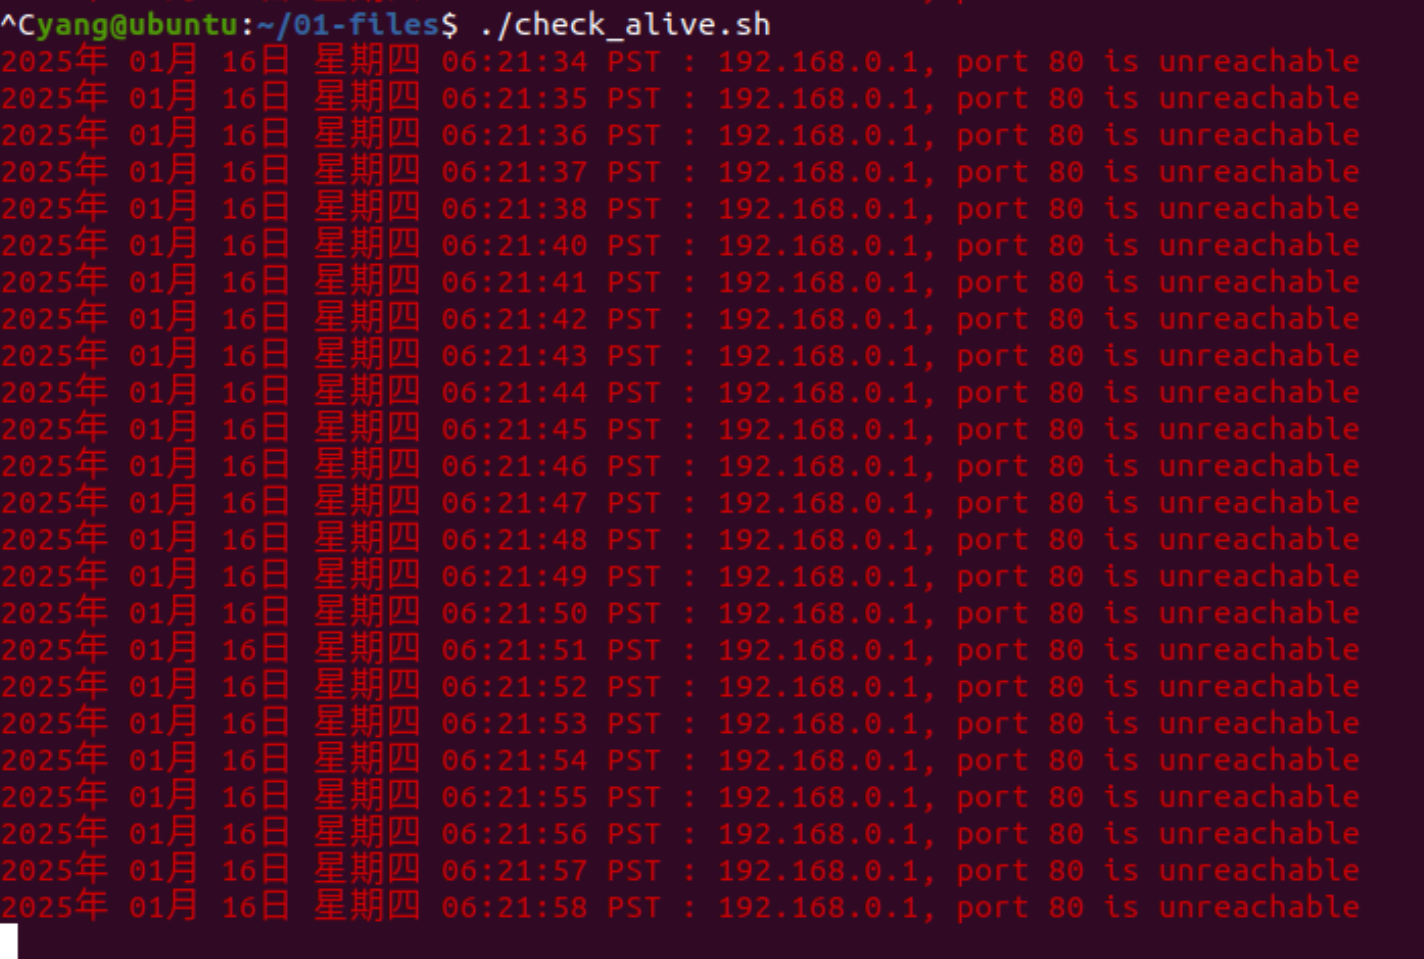 ^Cyang@ubuntu:~/01-files$ ./check_alive.sh
2025年 01月 16日 星期四 06:21:34 PST : 192.168.0.1, port 80 is unreachable
2025年 01月 16日 星期四 06:21:35 PST : 192.168.0.1, port 80 is unreachable
2025年 01月 16日 星期四 06:21:36 PST : 192.168.0.1, port 80 is unreachable
2025年 01月 16日 星期四 06:21:37 PST : 192.168.0.1, port 80 is unreachable
2025年 01月 16日 星期四 06:21:38 PST : 192.168.0.1, port 80 is unreachable
2025年 01月 16日 星期四 06:21:40 PST : 192.168.0.1, port 80 is unreachable
2025年 01月 16日 星期四 06:21:41 PST : 192.168.0.1, port 80 is unreachable
2025年 01月 16日 星期四 06:21:42 PST : 192.168.0.1, port 80 is unreachable
2025年 01月 16日 星期四 06:21:43 PST : 192.168.0.1, port 80 is unreachable
2025年 01月 16日 星期四 06:21:44 PST : 192.168.0.1, port 80 is unreachable
2025年 01月 16日 星期四 06:21:45 PST : 192.168.0.1, port 80 is unreachable
2025年 01月 16日 星期四 06:21:46 PST : 192.168.0.1, port 80 is unreachable
2025年 01月 16日 星期四 06:21:47 PST : 192.168.0.1, port 80 is unreachable
2025年 01月 16日 星期四 06:21:48 PST : 192.168.0.1, port 80 is unreachable
2025年 01月 16日 星期四 06:21:49 PST : 192.168.0.1, port 80 is unreachable
2025年 01月 16日 星期四 06:21:50 PST : 192.168.0.1, port 80 is unreachable
2025年 01月 16日 星期四 06:21:51 PST : 192.168.0.1, port 80 is unreachable
2025年 01月 16日 星期四 06:21:52 PST : 192.168.0.1, port 80 is unreachable
2025年 01月 16日 星期四 06:21:53 PST : 192.168.0.1, port 80 is unreachable
2025年 01月 16日 星期四 06:21:54 PST : 192.168.0.1, port 80 is unreachable
2025年 01月 16日 星期四 06:21:55 PST : 192.168.0.1, port 80 is unreachable
2025年 01月 16日 星期四 06:21:56 PST : 192.168.0.1, port 80 is unreachable
2025年 01月 16日 星期四 06:21:57 PST : 192.168.0.1, port 80 is unreachable
2025年 01月 16日 星期四 06:21:58 PST : 192.168.0.1, port 80 is unreachable